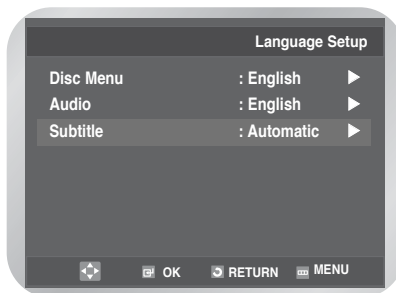 Language Setup
Disc Menu : English
Audio : English
Subtitle : Automatic
OK RETURN MENU